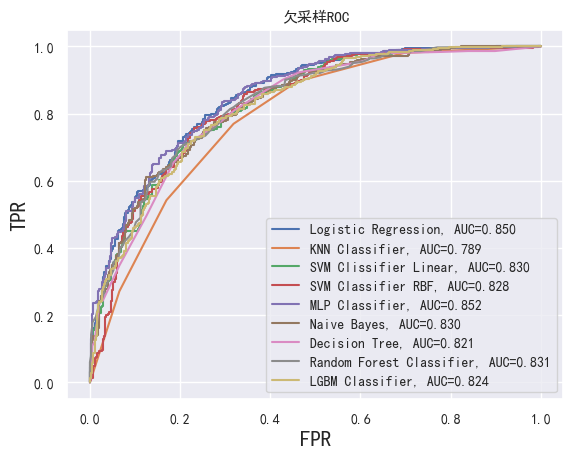 欠采样ROC
TPR
1.0
0.8
0.6
0.4
0.2
0.0
Logistic Regression, AUC=0.850
KNN Classifier, AUC=0.789
SVM Clissifier Linear, AUC=0.830
SVM Classifier RBF, AUC=0.828
MLP Classifier, AUC=0.852
Naive Bayes, AUC=0.830
Decision Tree, AUC=0.821
Random Forest Classifier, AUC=0.831
LGBM Classifier, AUC=0.824
0.0 0.2 0.4 0.6 0.8 1.0
FPR